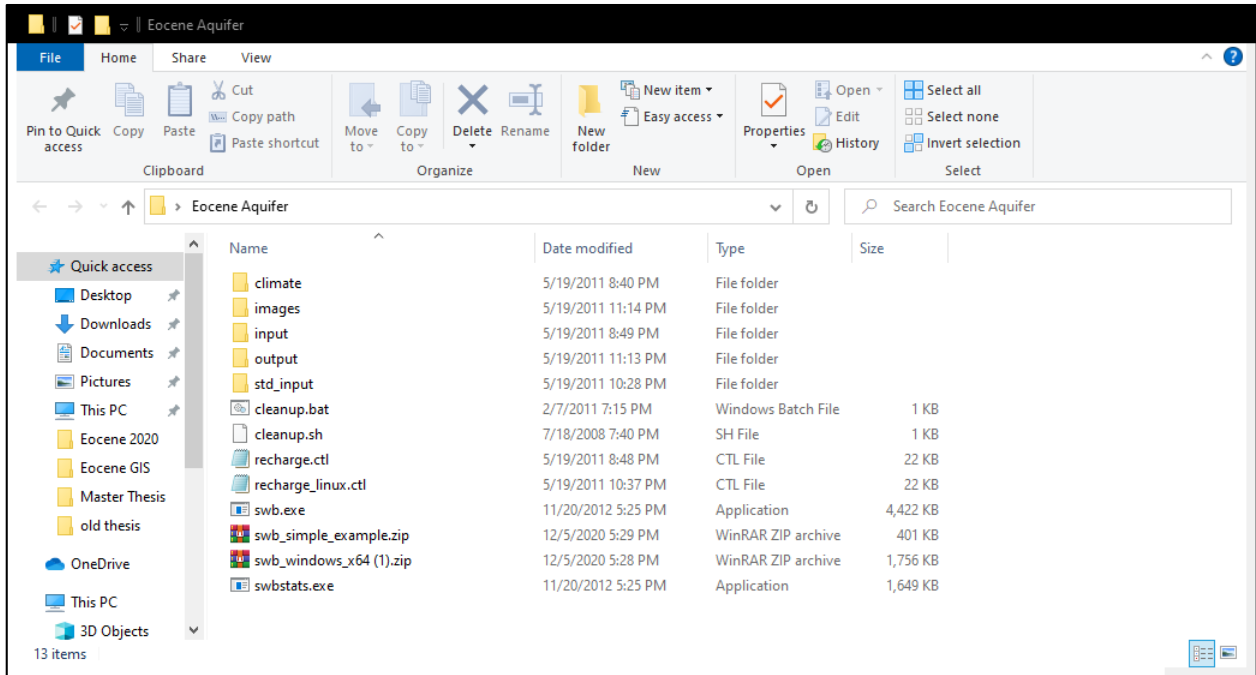 Eocene Aquifer
File Home Share View
Pin to Quick access
Copy
Paste
Cut
Copy path
Paste shortcut
Clipboard
Move to
Copy to
Delete
Rename
Organize
New folder
New item
Easy access
New
Properties
Open
Edit
History
Open
Select all
Select none
Invert selection
Select
Eocene Aquifer
Search Eocene Aquifer
Quick access
Desktop
Downloads
Documents
Pictures
This PC
Eocene 2020
Eocene GIS
Master Thesis
old thesis
OneDrive
This PC
3D Objects
Name Date modified Type Size
climate 5/19/2011 8:40 PM File folder
images 5/19/2011 11:14 PM File folder
input 5/19/2011 8:49 PM File folder
output 5/19/2011 11:13 PM File folder
std_input 5/19/2011 10:28 PM File folder
cleanup.bat 2/7/2011 7:15 PM Windows Batch File 1 KB
cleanup.sh 7/18/2008 7:40 PM SH File 1 KB
recharge.ctl 5/19/2011 8:48 PM CTL File 22 KB
recharge_linux.ctl 5/19/2011 10:37 PM CTL File 22 KB
swb.exe 11/20/2012 5:25 PM Application 4,422 KB
swb_simple_example.zip 12/5/2020 5:29 PM WinRAR ZIP archive 401 KB
swb_windows_x64 (1).zip 12/5/2020 5:28 PM WinRAR ZIP archive 1,756 KB
swbstats.exe 11/20/2012 5:25 PM Application 1,649 KB
13 items